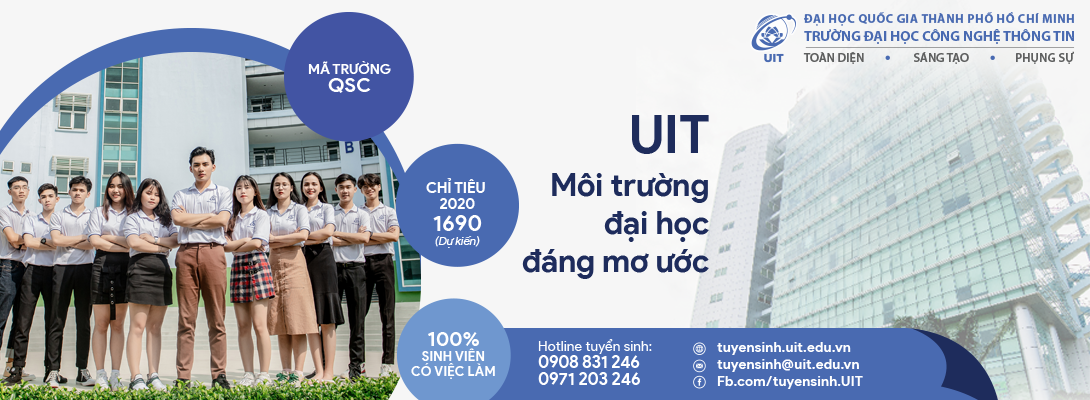 ĐẠI HỌC QUỐC GIA THÀNH PHỐ HỒ CHÍ MINH
TRƯỜNG ĐẠI HỌC CÔNG NGHỆ THÔNG TIN
UIT
TOÀN DIỆN • SÁNG TẠO • PHỤNG SỰ
MÃ TRƯỜNG
QSC
B
CHỈ TIÊU
2020
1690
(Dự kiến)
UIT
Môi trường
đại học
đáng mơ ước
100%
SINH VIÊN
CÓ VIỆC LÀM
Hotline tuyển sinh:
0908 831 246
0971 203 246
tuyensinh.uit.edu.vn
tuyensinh@uit.edu.vn
Fb.com/tuyensinh.UIT